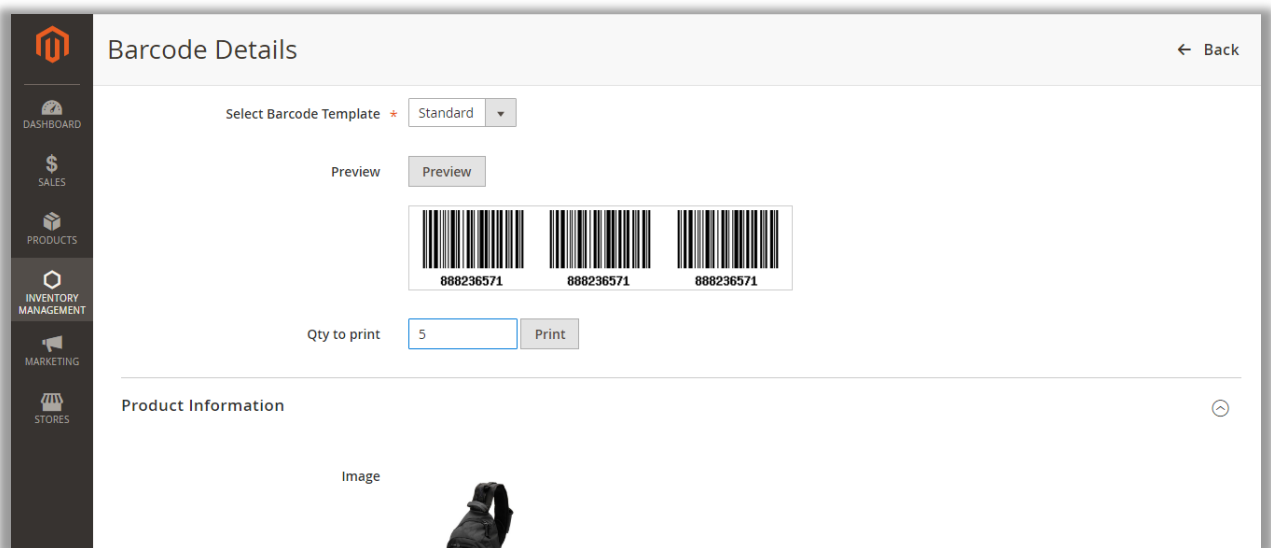 Barcode Details
← Back
DASHBOARD
SALES
PRODUCTS
INVENTORY
MANAGEMENT
MARKETING
STORES
Select Barcode Template * Standard
Preview Preview
888236571 888236571 888236571
Qty to print 5 Print
Product Information
Image